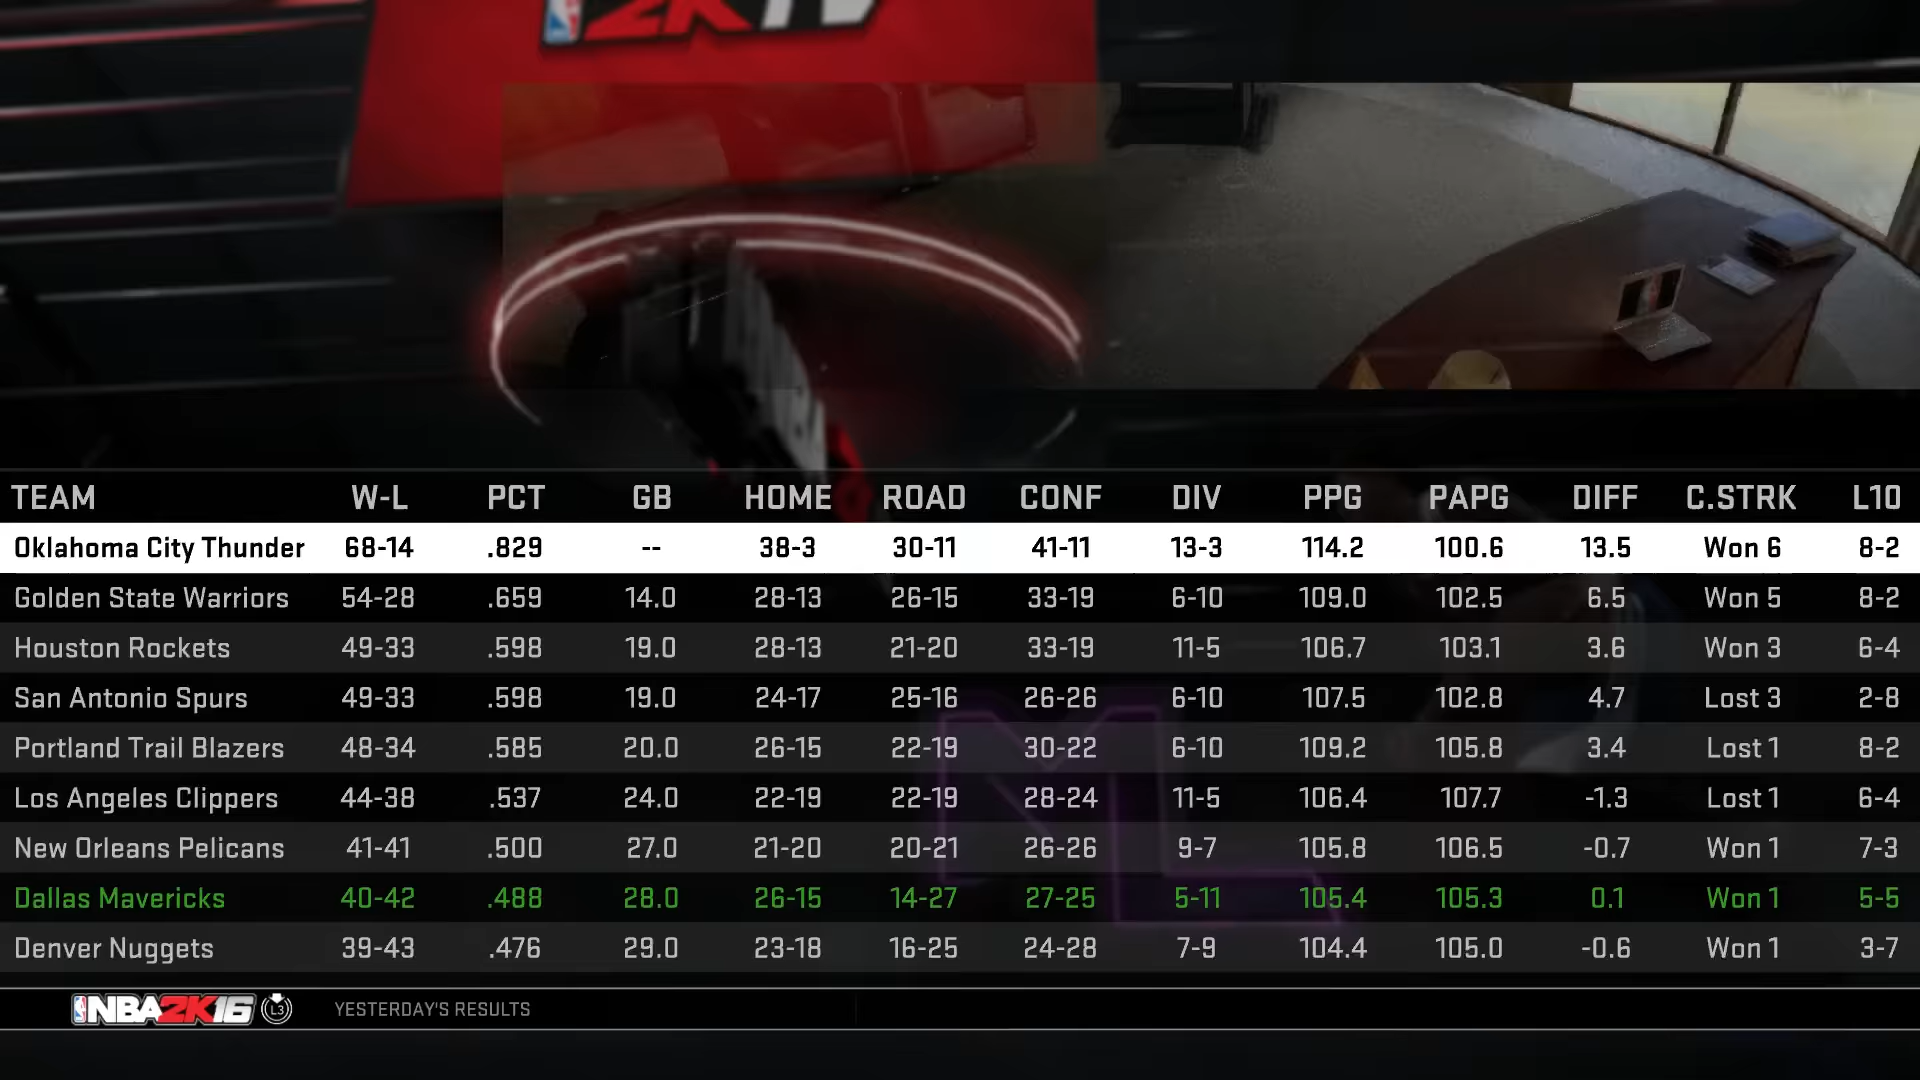 2KTV
TEAM W-L PCT GB HOME ROAD CONF DIV PPG PAPG DIFF C.STRK L10
Oklahoma City Thunder 68-14 .829 -- 38-3 30-11 41-11 13-3 114.2 100.6 13.5 Won 6 8-2
Golden State Warriors 54-28 .659 14.0 28-13 26-15 33-19 6-10 109.0 102.5 6.5 Won 5 8-2
Houston Rockets 49-33 .598 19.0 28-13 21-20 33-19 11-5 106.7 103.1 3.6 Won 3 6-4
San Antonio Spurs 49-33 .598 19.0 24-17 25-16 26-26 6-10 107.5 102.8 4.7 Lost 3 2-8
Portland Trail Blazers 48-34 .585 20.0 26-15 22-19 30-22 6-10 109.2 105.8 3.4 Lost 1 8-2
Los Angeles Clippers 44-38 .537 24.0 22-19 22-19 28-24 11-5 106.4 107.7 -1.3 Lost 1 6-4
New Orleans Pelicans 41-41 .500 27.0 21-20 20-21 26-26 9-7 105.8 106.5 -0.7 Won 1 7-3
Dallas Mavericks 40-42 .488 28.0 26-15 14-27 27-25 5-11 105.4 105.3 0.1 Won 1 5-5
Denver Nuggets 39-43 .476 29.0 23-18 16-25 24-28 7-9 104.4 105.0 -0.6 Won 1 3-7
ML
NBA2K16 L3 YESTERDAY'S RESULTS